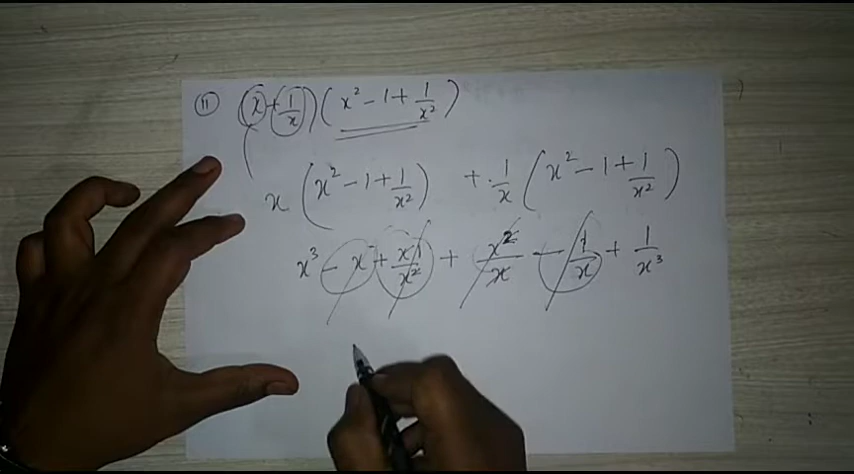 11 (x + 1/x) (x² - 1 + 1/x²)
x (x² - 1 + 1/x²) + 1/x (x² - 1 + 1/x²)
x³ - x + x1/x² + x²/x - 1/x + 1/x³